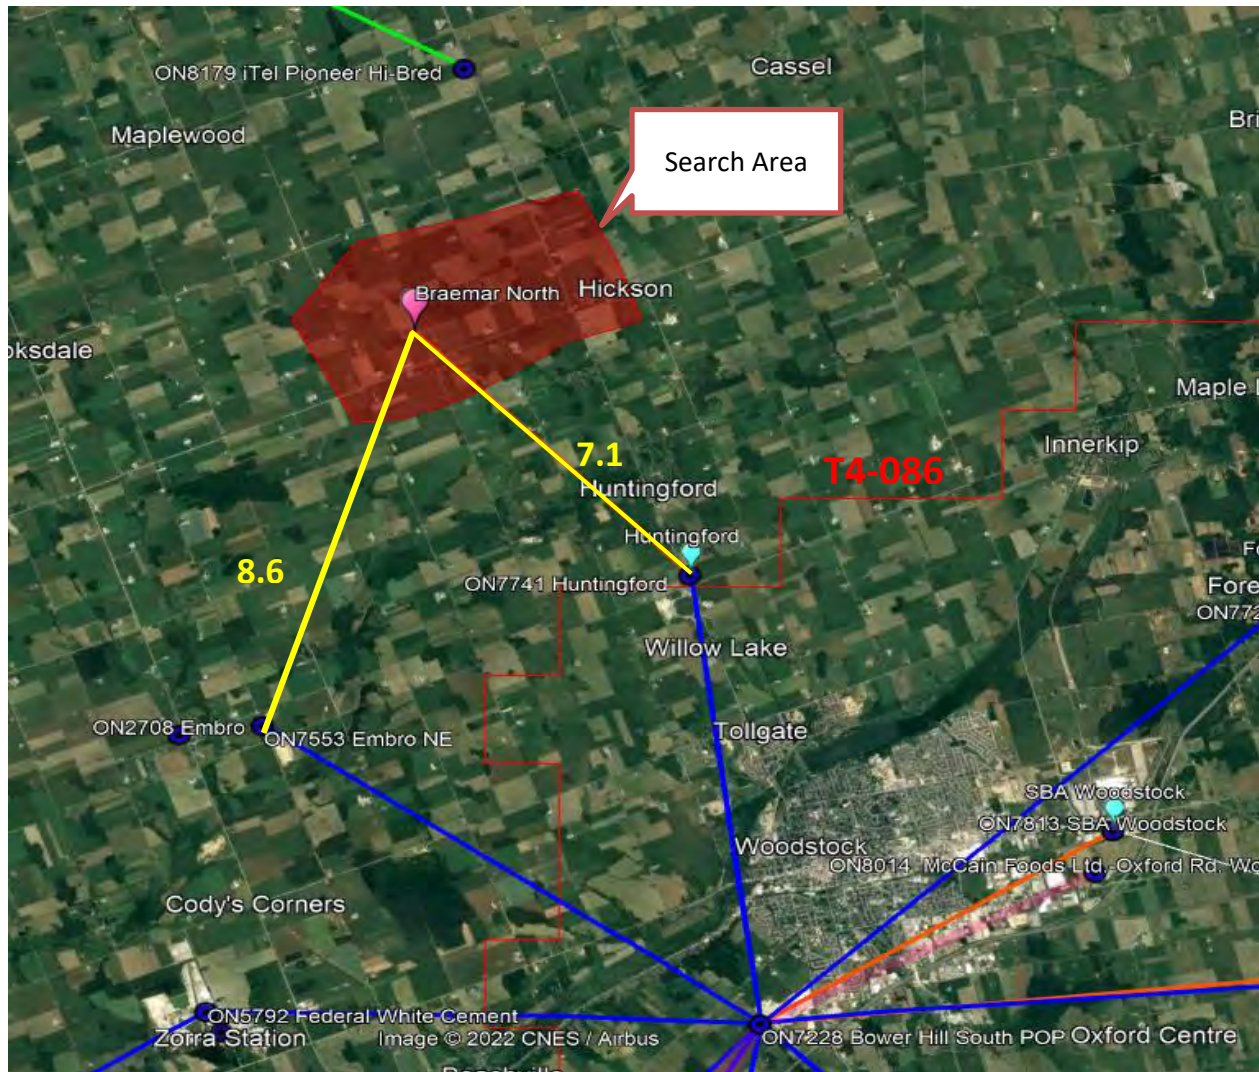 Cassel
ON8179 iTel Pioneer Hi-Bred
Bri
Maplewood
Search Area
Braemar North
Hickson
oksdale
Maple
Innerkip
7.1
T4-086
Huntingford
Huntingford
8.6
ON7741 Huntingford
Fore
ON772
Willow Lake
ON2708 Embro
ON7553 Embro NE
Tollgate
SBA Woodstock
ON7813 SBA Woodstock
Woodstock
ON8014 McCain Foods Ltd.-Oxford Rd. Wo
Cody's Corners
ON5792 Federal White Cement
Zorra Station
Image © 2022 CNES / Airbus
ON7228 Bower Hill South POP
Oxford Centre